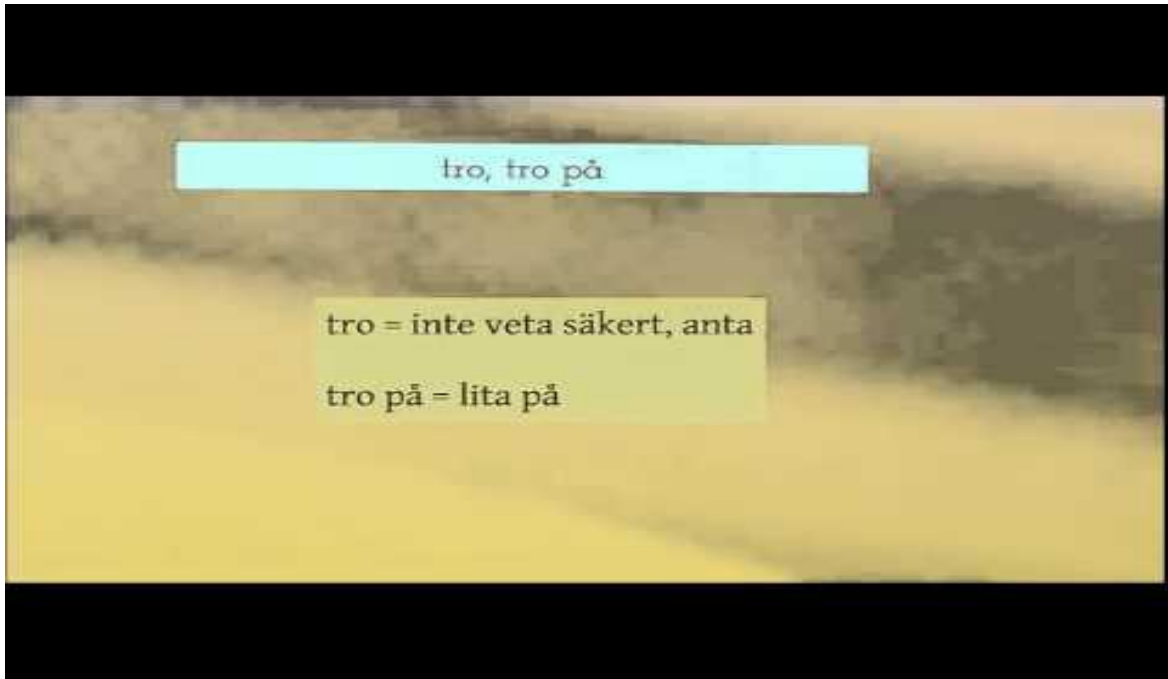 tro, tro på
tro = inte veta säkert, anta
tro på = lita på